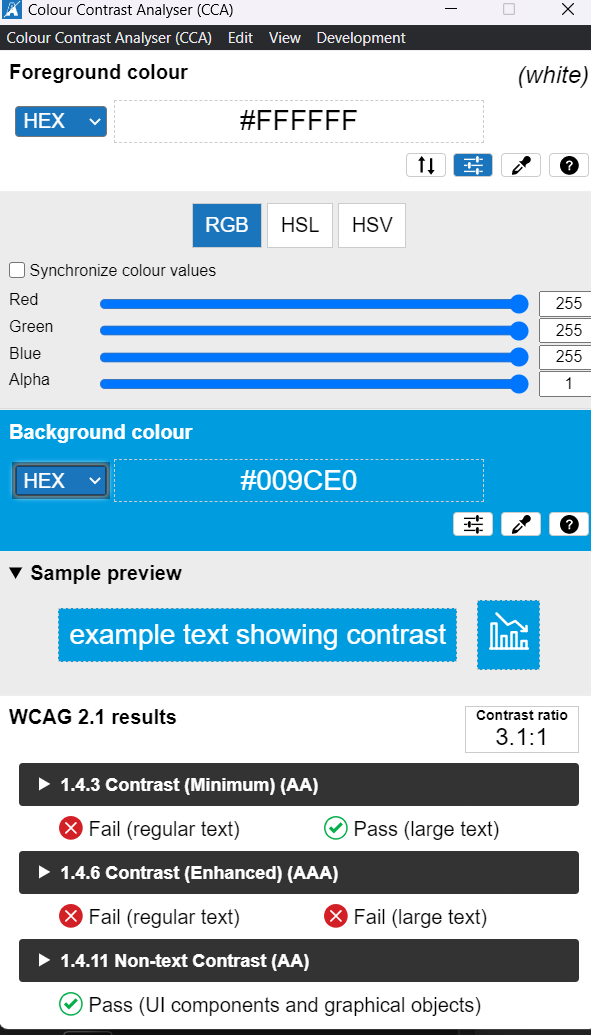 Colour Contrast Analyser (CCA)
Colour Contrast Analyser (CCA) Edit View Development
Foreground colour
(white)
HEX #FFFFFF
RGB HSL HSV
Synchronize colour values
Red 255
Green 255
Blue 255
Alpha 1
Background colour
HEX #009CE0
Sample preview
example text showing contrast
WCAG 2.1 results
Contrast ratio
3.1:1
1.4.3 Contrast (Minimum) (AA)
Fail (regular text) Pass (large text)
1.4.6 Contrast (Enhanced) (AAA)
Fail (regular text) Fail (large text)
1.4.11 Non-text Contrast (AA)
Pass (UI components and graphical objects)